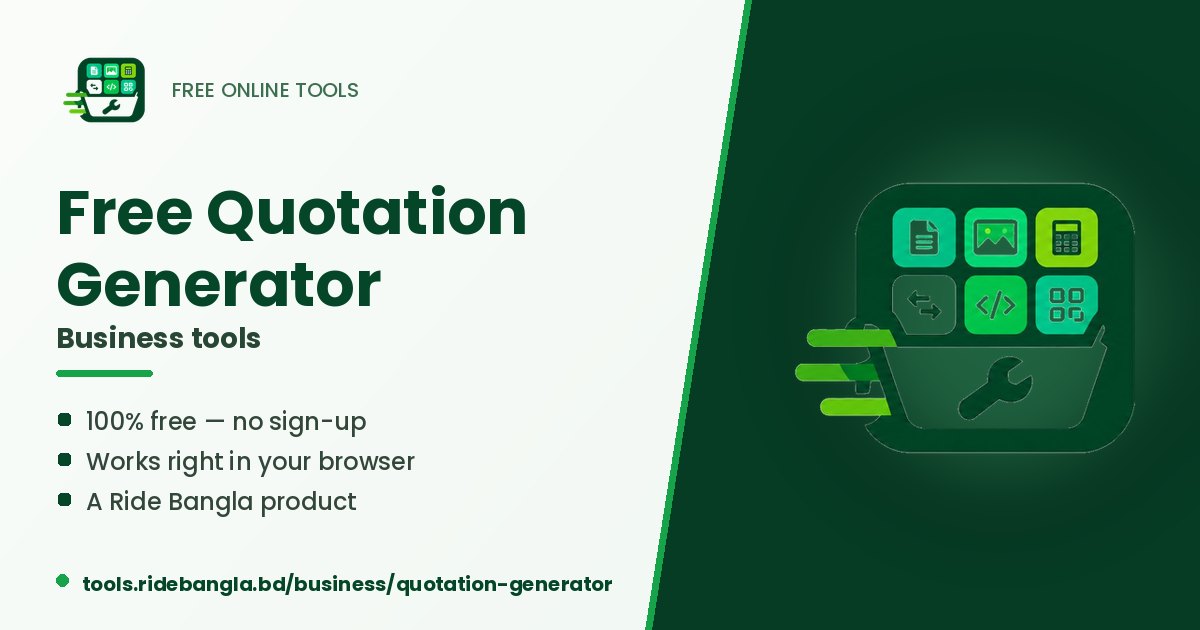 FREE ONLINE TOOLS
Free Quotation
Generator
Business tools
100% free — no sign-up
Works right in your browser
A Ride Bangla product
tools.ridebangla.bd/business/quotation-generator